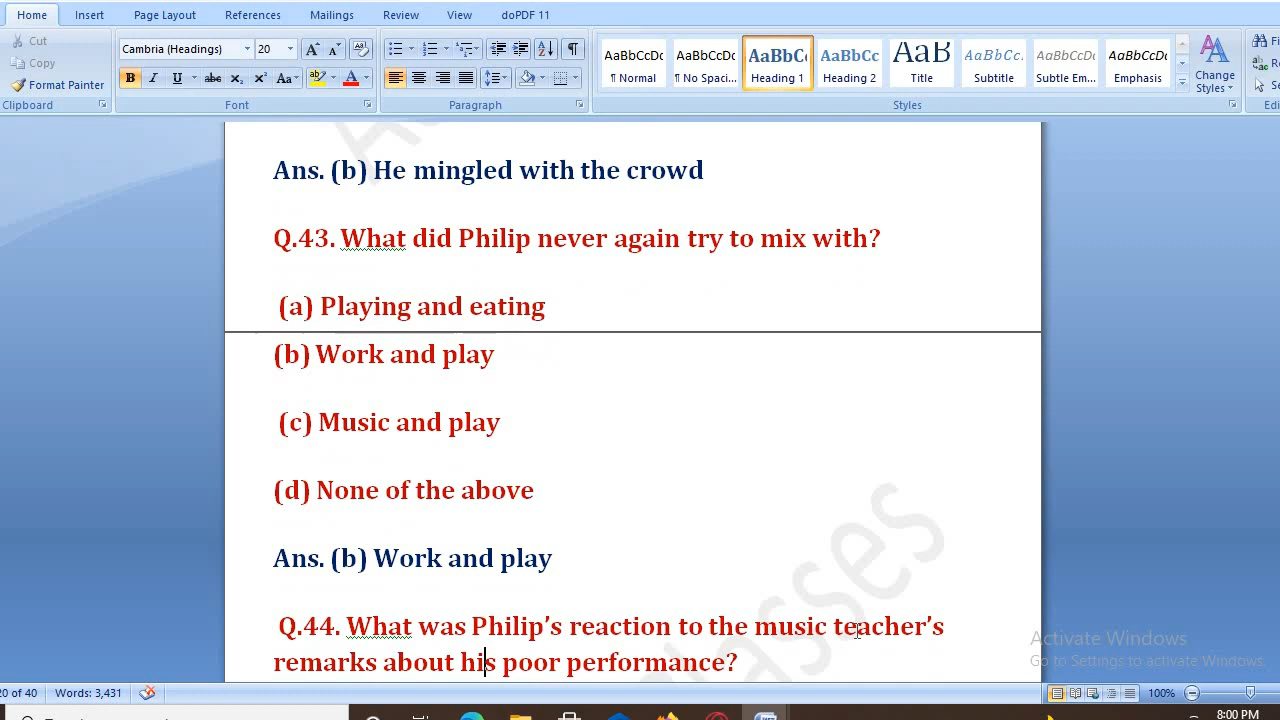 Home Insert Page Layout References Mailings Review View doPDF 11
Cut
Copy
Format Painter
Clipboard
Cambria (Headings) 20
Font
Paragraph
AaBbCcDc AaBbCcDc AaBbCc AaBbCc AaB AaBbCc. AaBbCcDc AaBbCcDc
¶ Normal ¶ No Spaci... Heading 1 Heading 2 Title Subtitle Subtle Em... Emphasis
Change Styles
Styles
Ans. (b) He mingled with the crowd
Q.43. What did Philip never again try to mix with?
(a) Playing and eating
(b) Work and play
(c) Music and play
(d) None of the above
Ans. (b) Work and play
Q.44. What was Philip’s reaction to the music teacher’s
remarks about his poor performance?
Activate Windows
Go to Settings to activate Windows.
20 of 40 Words: 3,431 100%
8:00 PM